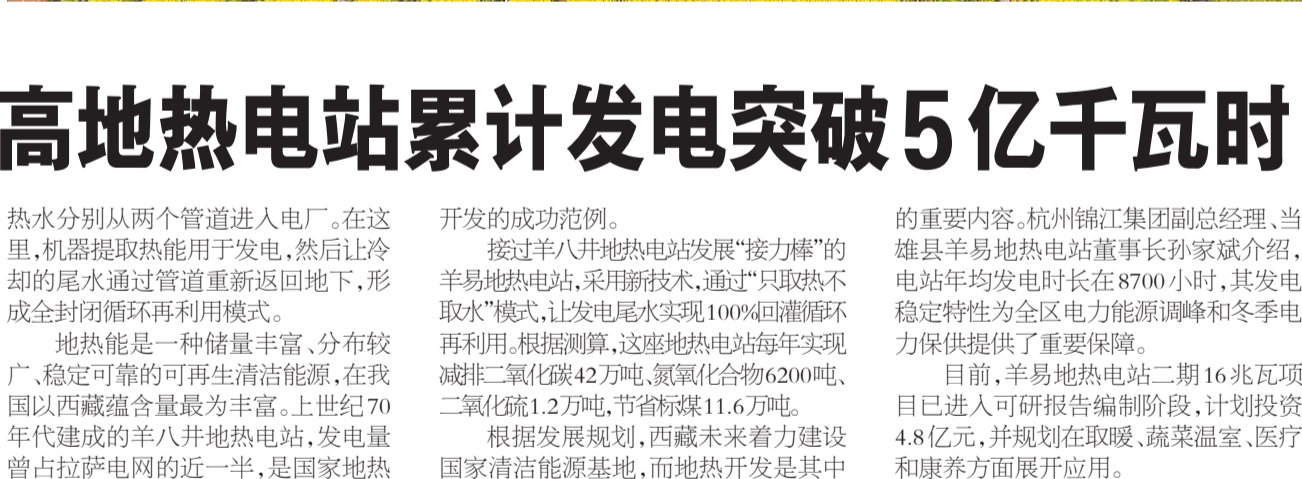 高地热电站累计发电突破5亿千瓦时
热水分别从两个管道进入电厂。在这
里，机器提取热能用于发电，然后让冷
却的尾水通过管道重新返回地下，形
成全封闭循环再利用模式。
地热能是一种储量丰富、分布较
广、稳定可靠的可再生清洁能源，在我
国以西藏蕴含量最为丰富。上世纪70
年代建成的羊八井地热电站，发电量
曾占拉萨电网的近一半，是国家地热
开发的成功范例。
接过羊八井地热电站发展“接力棒”的
羊易地热电站，采用新技术，通过“只取热不
取水”模式，让发电尾水实现100%回灌循环
再利用。根据测算，这座地热电站每年实现
减排二氧化碳42万吨、氮氧化合物6200吨、
二氧化硫1.2万吨，节省标煤11.6万吨。
根据发展规划，西藏未来着力建设
国家清洁能源基地，而地热开发是其中
的重要内容。杭州锦江集团副总经理、当
雄县羊易地热电站董事长孙家斌介绍，
电站年均发电时长在8700小时，其发电
稳定特性为全区电力能源调峰和冬季电
力保供提供了重要保障。
目前，羊易地热电站二期16兆瓦项
目已进入可研报告编制阶段，计划投资
4.8亿元，并规划在取暖、蔬菜温室、医疗
和康养方面展开应用。